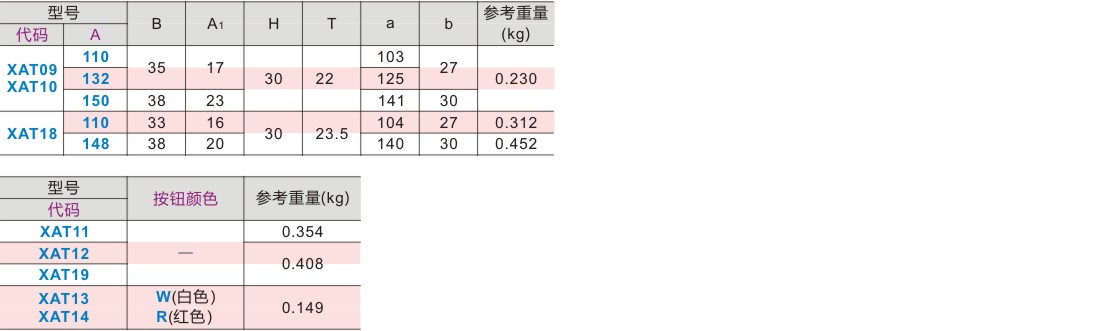 型号 B A1 H T a b 参考重量
(kg)
代码 A
XAT09
XAT10 110 35 17 30 22 103 27 0.230
132 125
150 38 23 141 30
XAT18 110 33 16 30 23.5 104 27 0.312
148 38 20 140 30 0.452
型号 按钮颜色 参考重量(kg)
代码
XAT11 — 0.354
XAT12 0.408
XAT19
XAT13 W(白色) 0.149
XAT14 R(红色)